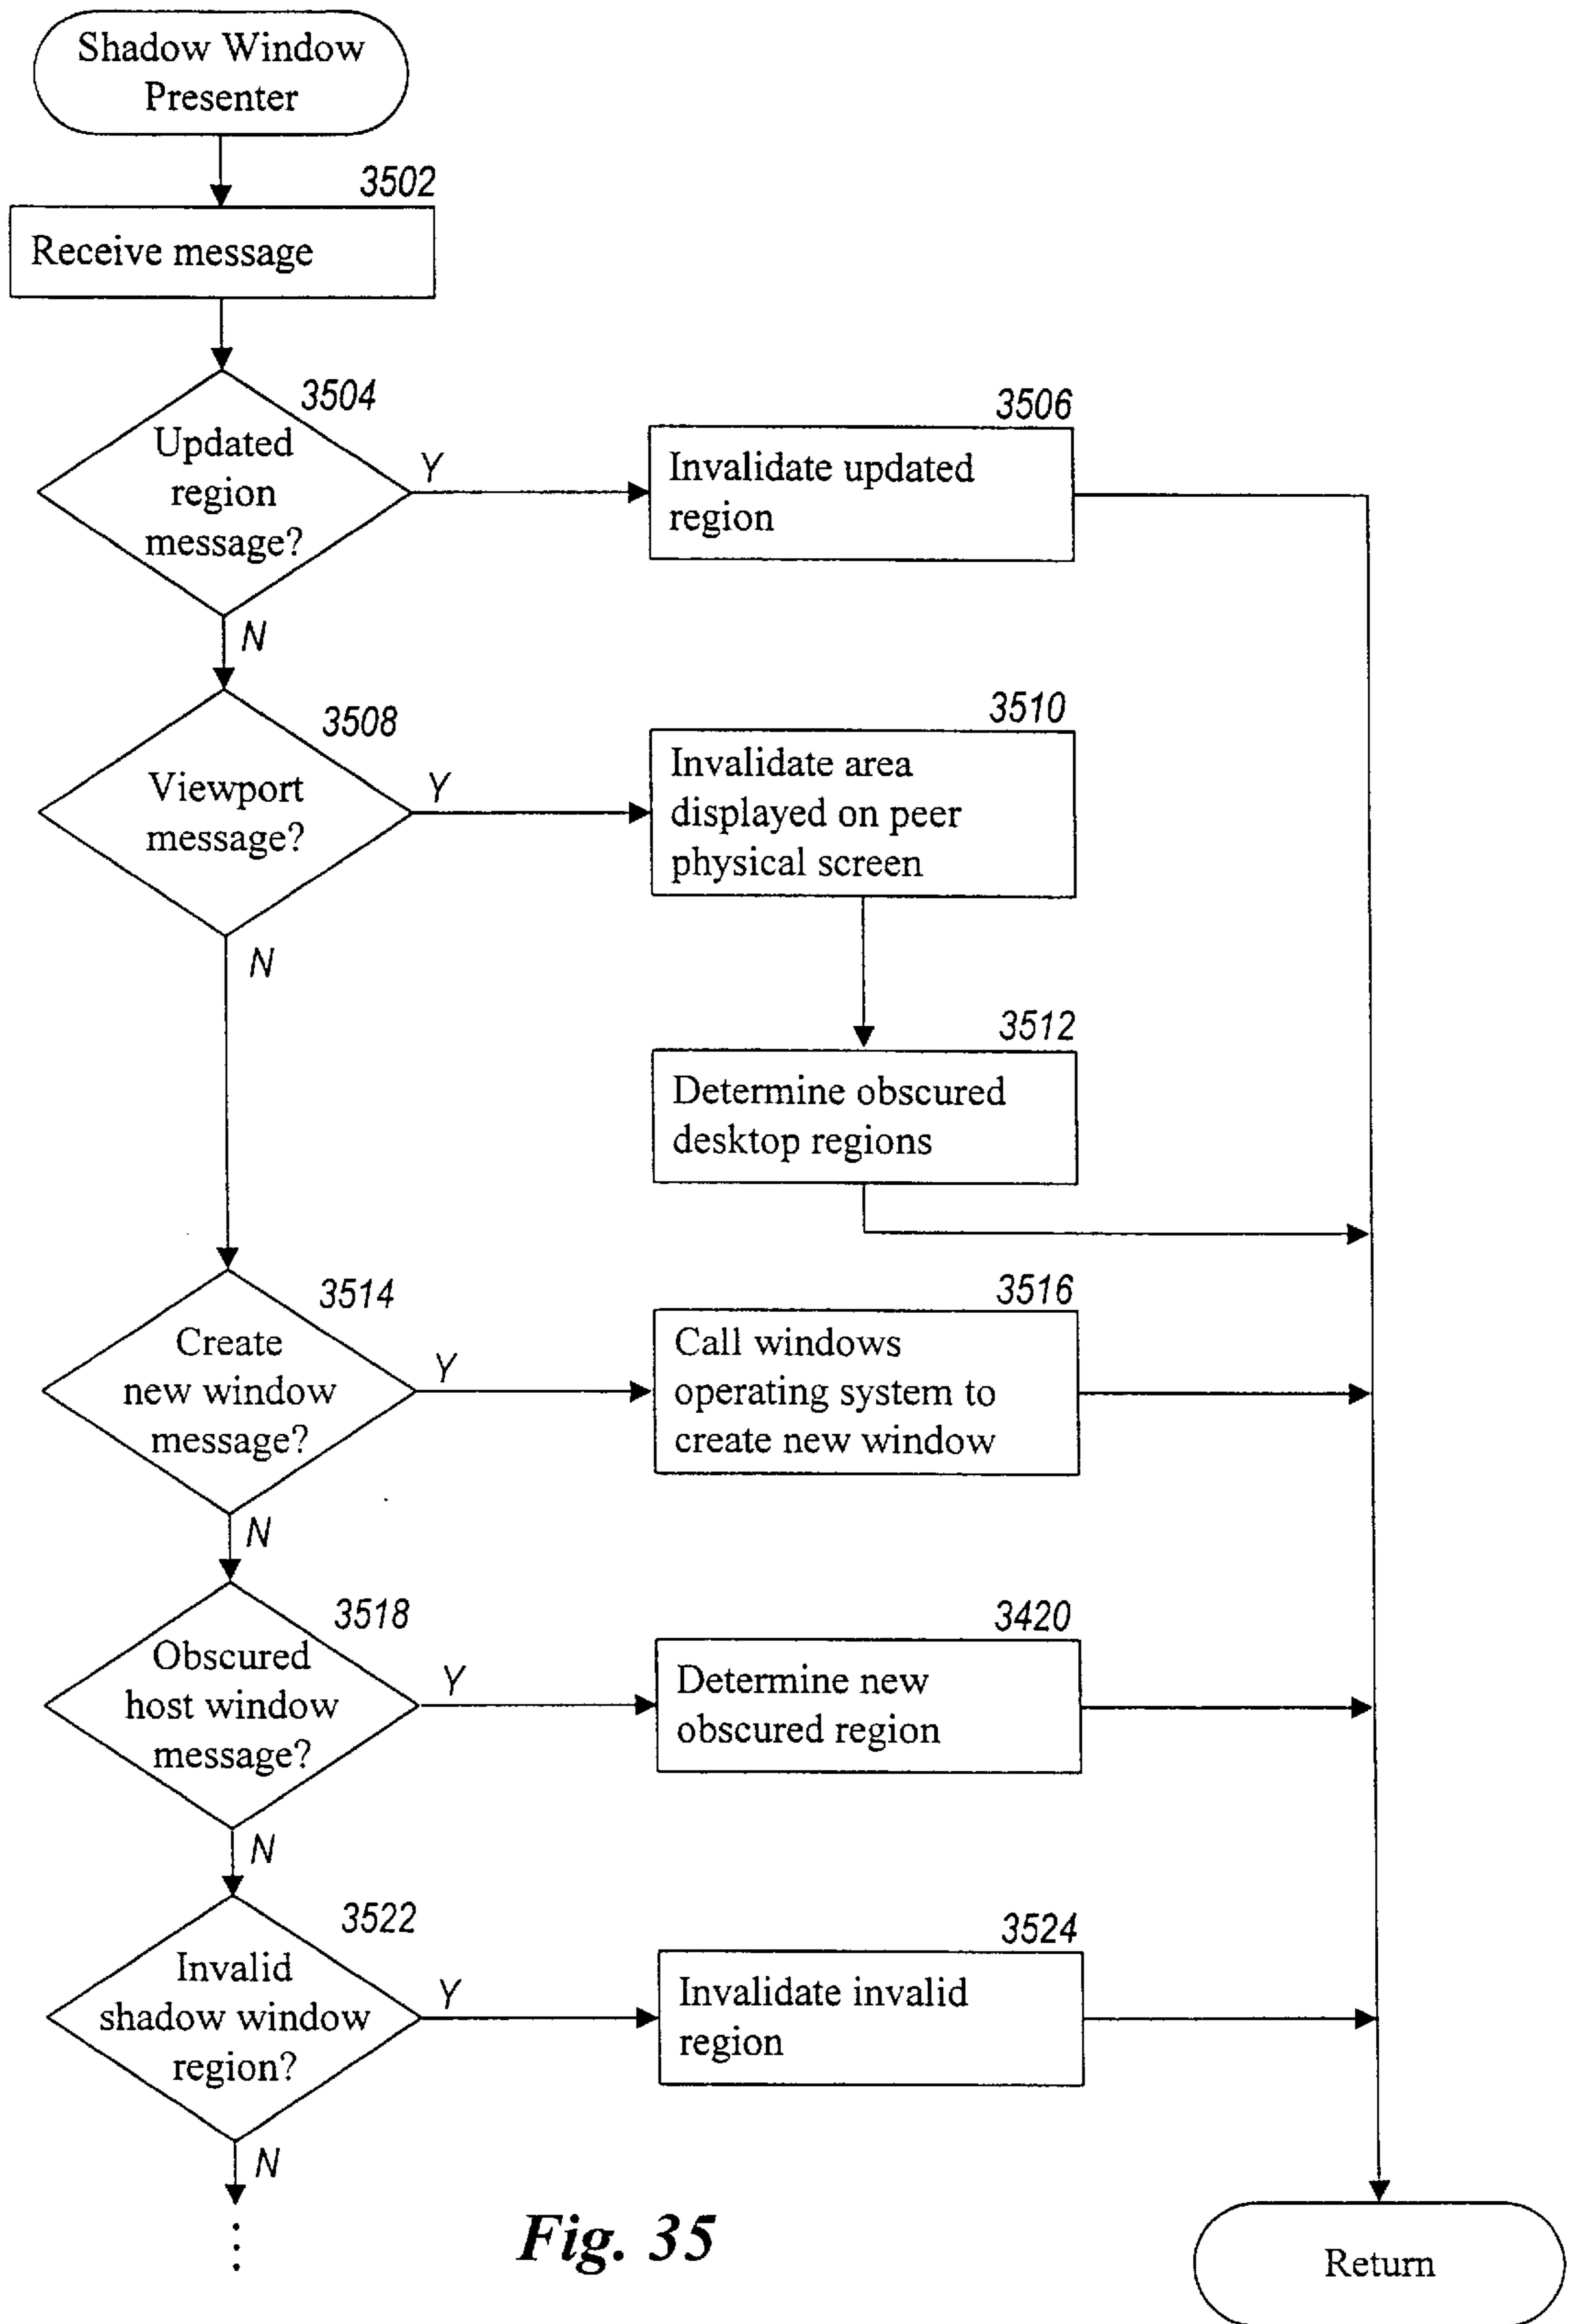 Shadow Window
Presenter
3502
Receive message
3504
Updated
region
message?
Y
3506
Invalidate updated
region
N
3508
Viewport
message?
Y
3510
Invalidate area
displayed on peer
physical screen
N
3512
Determine obscured
desktop regions
3514
Create
new window
message?
Y
3516
Call windows
operating system to
create new window
N
3518
Obscured
host window
message?
Y
3420
Determine new
obscured region
N
3522
Invalid
shadow window
region?
Y
3524
Invalidate invalid
region
N
Fig. 35
Return